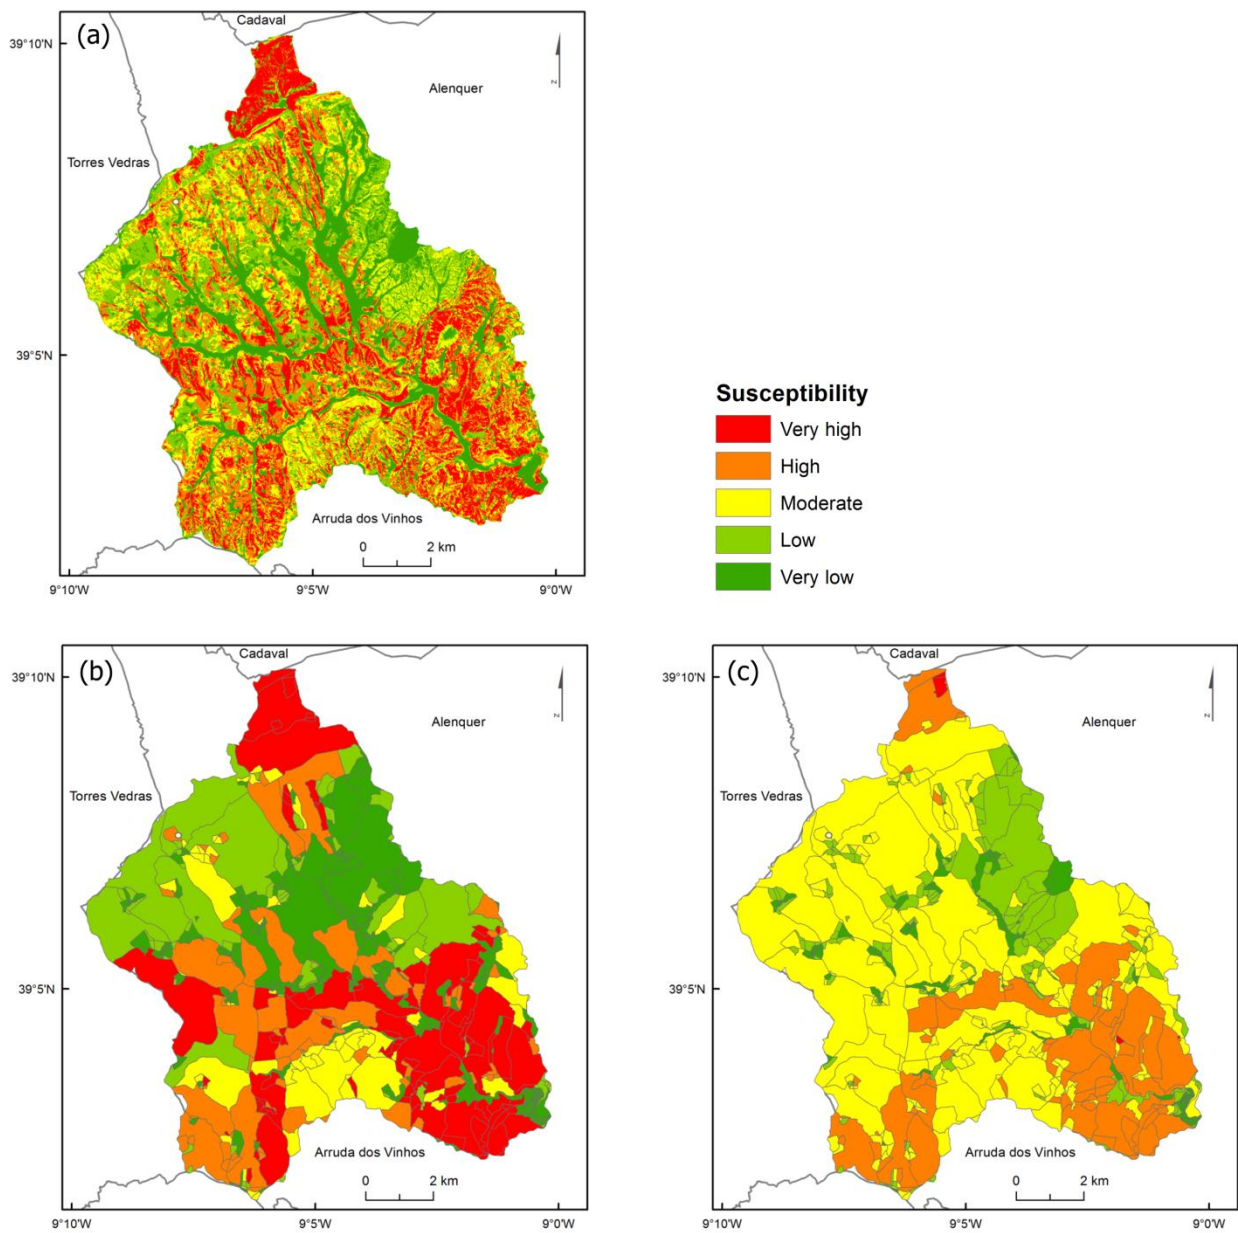 (a)
Cadaval
39°10'N
z
Alenquer
Torres Vedras
39°5'N
Arruda dos Vinhos
0 2 km
9°10'W 9°5'W 9°0'W
Susceptibility
Very high
High
Moderate
Low
Very low
(b)
Cadaval
39°10'N
z
Alenquer
Torres Vedras
39°5'N
Arruda dos Vinhos
0 2 km
9°10'W 9°5'W 9°0'W
(c)
Cadaval
39°10'N
z
Alenquer
Torres Vedras
39°5'N
Arruda dos Vinhos
0 2 km
9°10'W 9°5'W 9°0'W